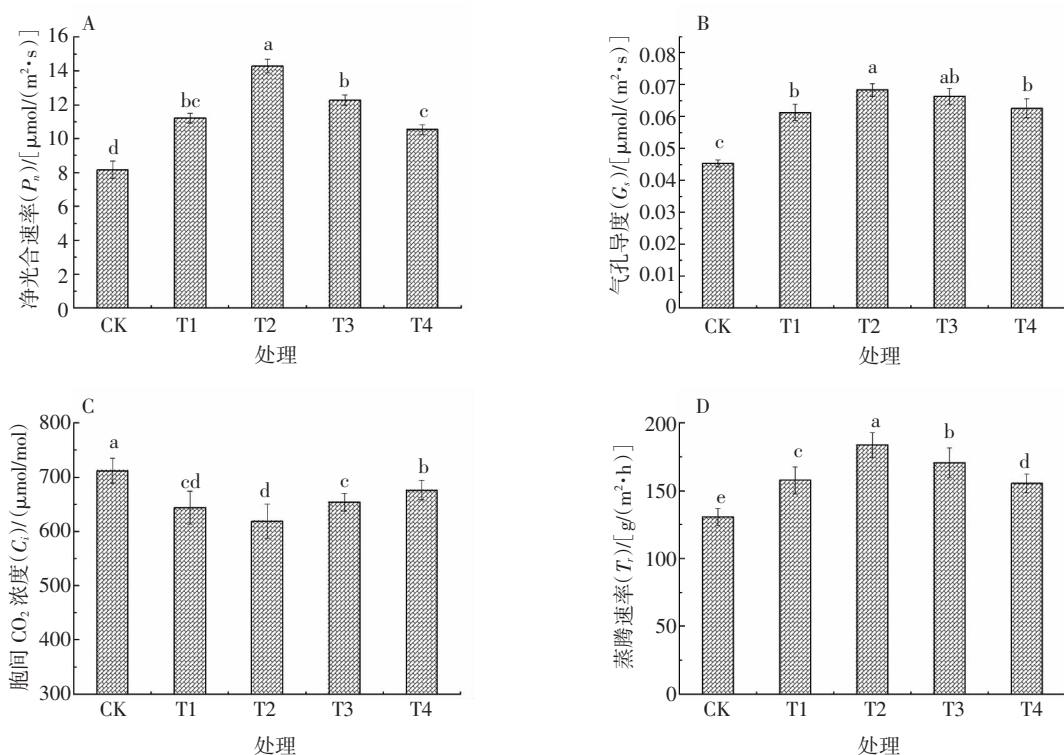 A
净光合速率(Pn)/[μmol/(m²·s)]
16
14
12
10
8
6
4
2
0
d
bc
a
b
c
CK T1 T2 T3 T4
处理
B
气孔导度(Gs)/[μmol/(m²·s)]
0.08
0.07
0.06
0.05
0.04
0.03
0.02
0.01
0
c
b
a
ab
b
CK T1 T2 T3 T4
处理
C
胞间 CO₂ 浓度(Ci)/(μmol/mol)
800
700
600
500
400
300
a
cd
d
c
b
CK T1 T2 T3 T4
处理
D
蒸腾速率(Tr)/[g/(m²·h)]
200
150
100
50
0
e
c
a
b
d
CK T1 T2 T3 T4
处理